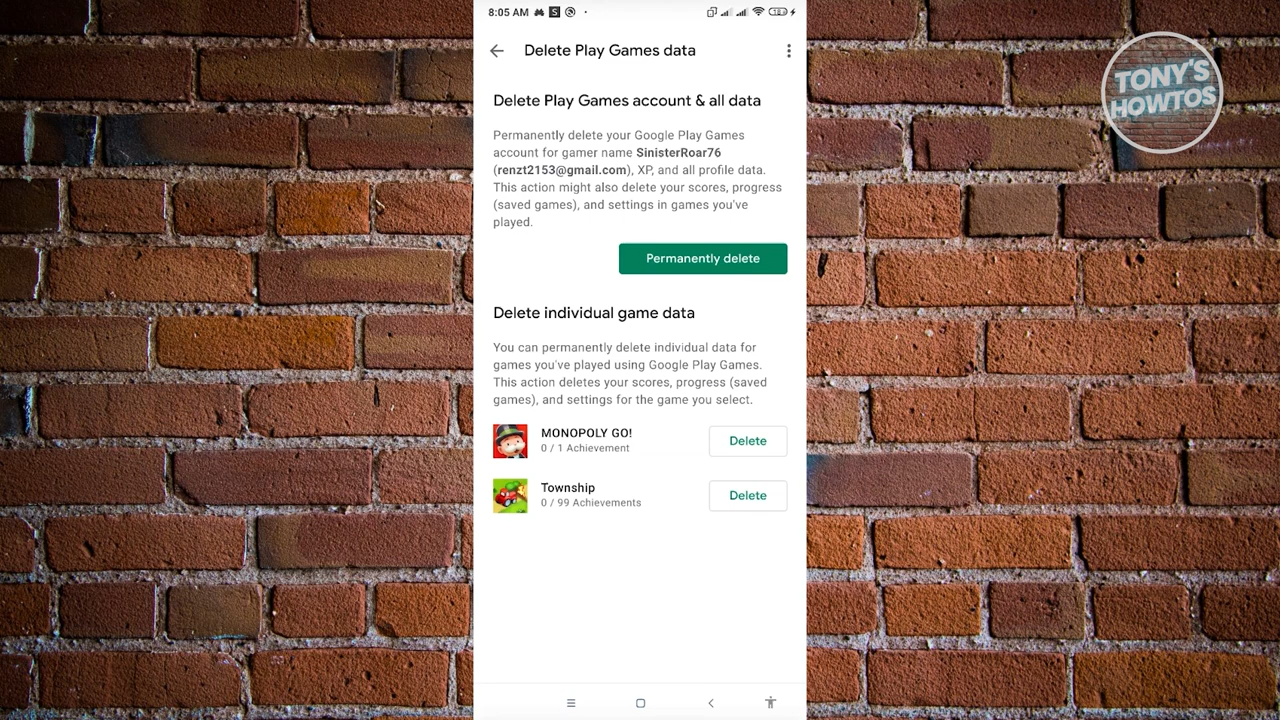 8:05 AM
Delete Play Games data
TONY'S
HOWTOS
Delete Play Games account & all data
Permanently delete your Google Play Games
account for gamer name SinisterRoar76
(renzt2153@gmail.com), XP, and all profile data.
This action might also delete your scores, progress
(saved games), and settings in games you've
played.
Permanently delete
Delete individual game data
You can permanently delete individual data for
games you've played using Google Play Games.
This action deletes your scores, progress (saved
games), and settings for the game you select.
MONOPOLY GO!
0 / 1 Achievement
Delete
Township
0 / 99 Achievements
Delete